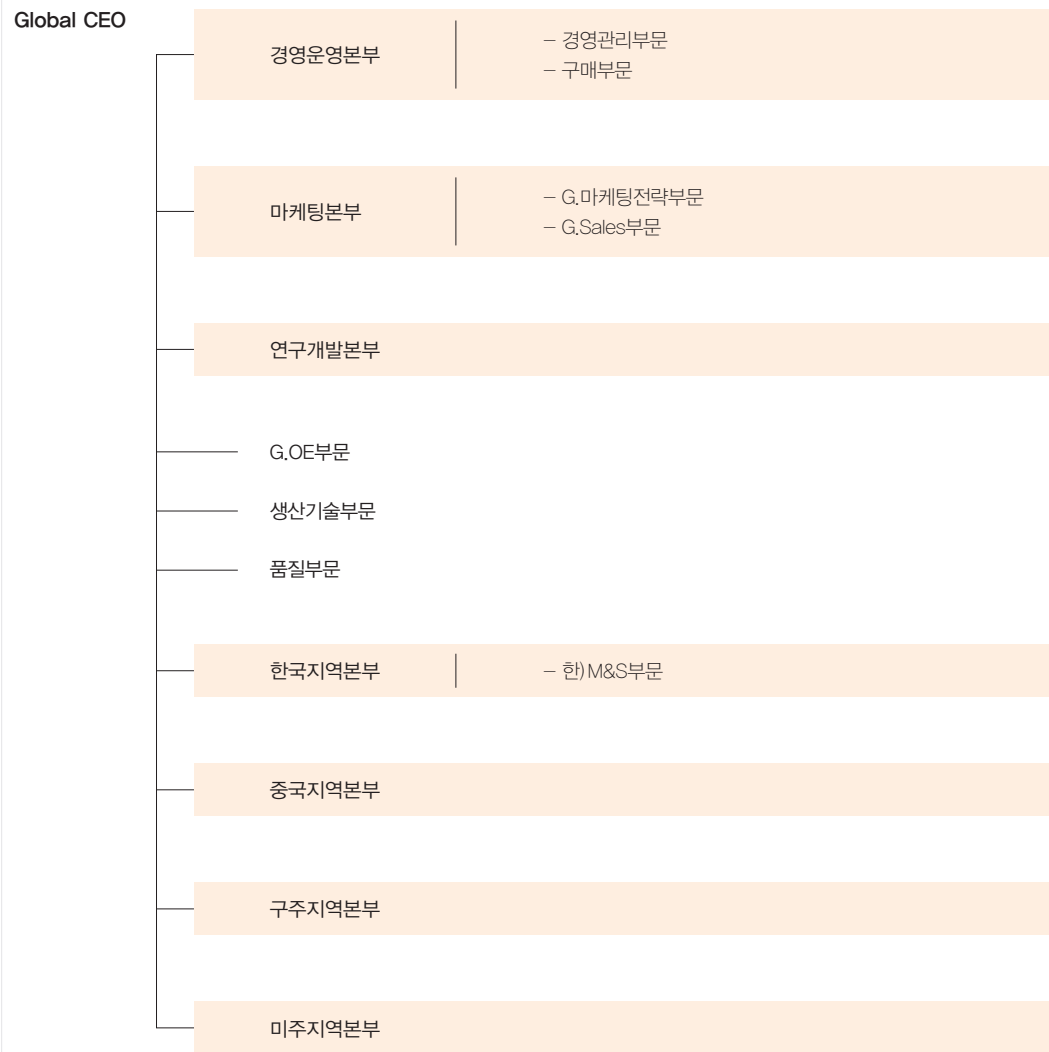 Global CEO
경영운영본부
– 경영관리부문
– 구매부문
마케팅본부
– G.마케팅전략부문
– G.Sales부문
연구개발본부
G.OE부문
생산기술부문
품질부문
한국지역본부
– 한) M&S부문
중국지역본부
구주지역본부
미주지역본부